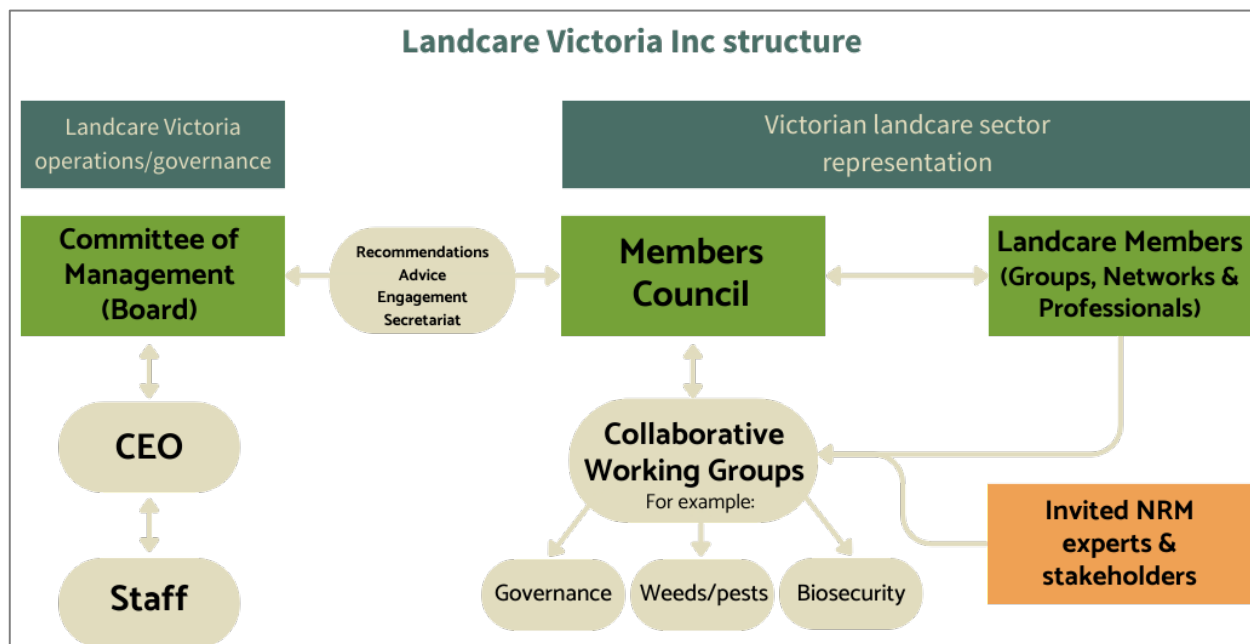 Landcare Victoria Inc structure
Landcare Victoria
operations/governance
Victorian landcare sector
representation
Committee of
Management
(Board)
Recommendations
Advice
Engagement
Secretariat
Members
Council
Landcare Members
(Groups, Networks &
Professionals)
CEO
Collaborative
Working Groups
For example:
Invited NRM
experts &
stakeholders
Staff
Governance
Weeds/pests
Biosecurity